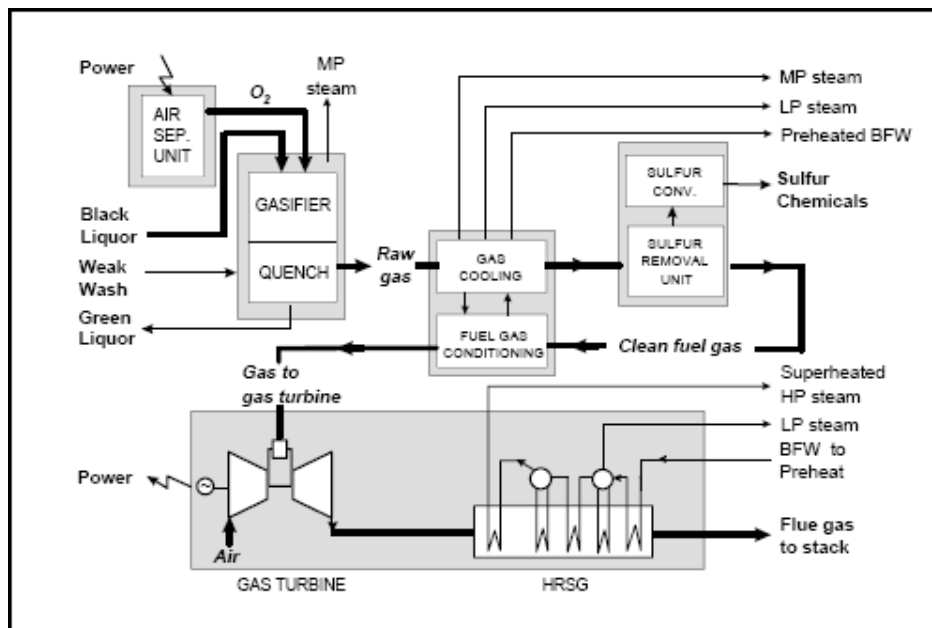 Power
O2
MP
steam
AIR
SEP.
UNIT
MP steam
LP steam
Preheated BFW
GASIFIER
SULFUR
CONV.
Sulfur
Chemicals
Black
Liquor
Weak
Wash
QUENCH
Raw
gas
GAS
COOLING
SULFUR
REMOVAL
UNIT
Green
Liquor
FUEL GAS
CONDITIONING
Clean fuel gas
Gas to
gas turbine
Superheated
HP steam
LP steam
BFW to
Preheat
Power
~
Air
Flue gas
to stack
GAS TURBINE
HRSG